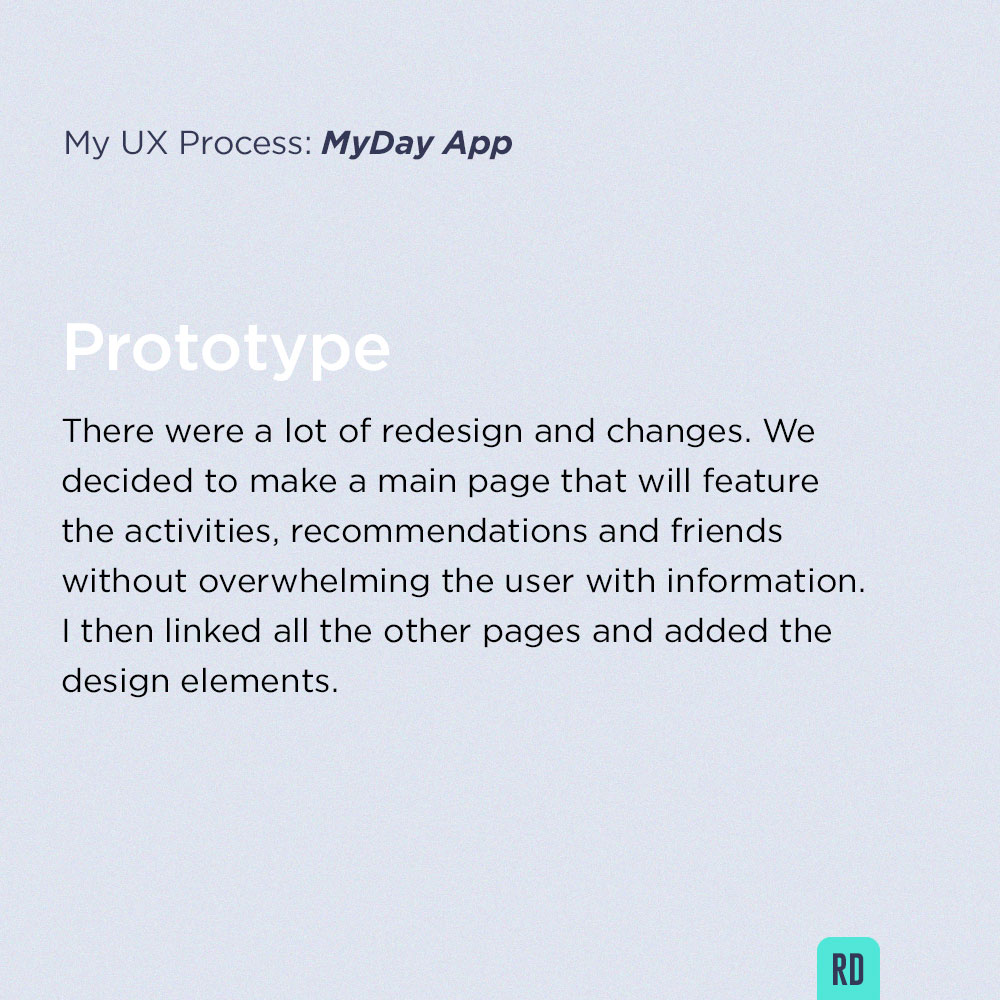 My UX Process: MyDay App
Prototype
There were a lot of redesign and changes. We
decided to make a main page that will feature
the activities, recommendations and friends
without overwhelming the user with information.
I then linked all the other pages and added the
design elements.
RD